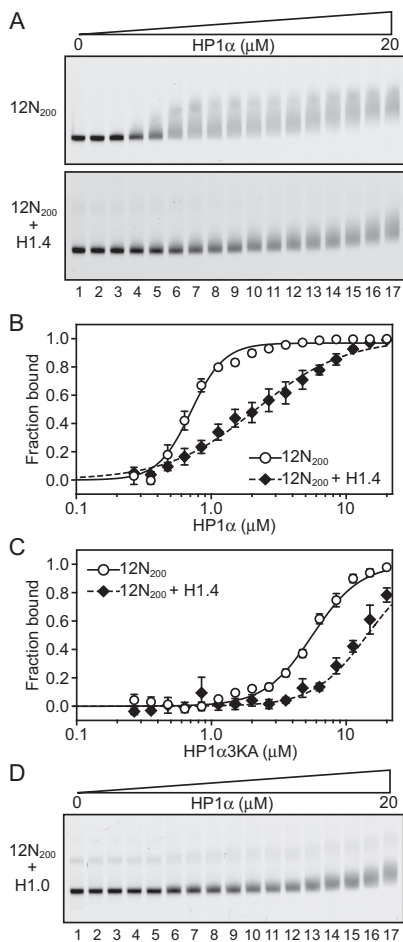 A
0 HP1α (μM) 20
12N₂₀₀
12N₂₀₀
+
H1.4
1 2 3 4 5 6 7 8 9 10 11 12 13 14 15 16 17
B
Fraction bound
1.0
0.8
0.6
0.4
0.2
0.0
12N₂₀₀
12N₂₀₀ + H1.4
0.1 1.0 10
HP1α (μM)
C
Fraction bound
1.0
0.8
0.6
0.4
0.2
0.0
12N₂₀₀
12N₂₀₀ + H1.4
0.1 1.0 10
HP1α3KA (μM)
D
0 HP1α (μM) 20
12N₂₀₀
+
H1.0
1 2 3 4 5 6 7 8 9 10 11 12 13 14 15 16 17